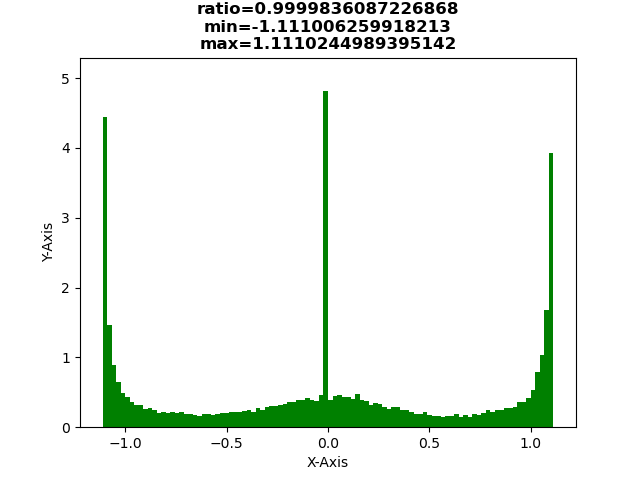 ratio=0.9999836087226868
min=-1.111006259918213
max=1.1110244989395142
5
4
3
2
1
0
Y-Axis
−1.0 −0.5 0.0 0.5 1.0
X-Axis